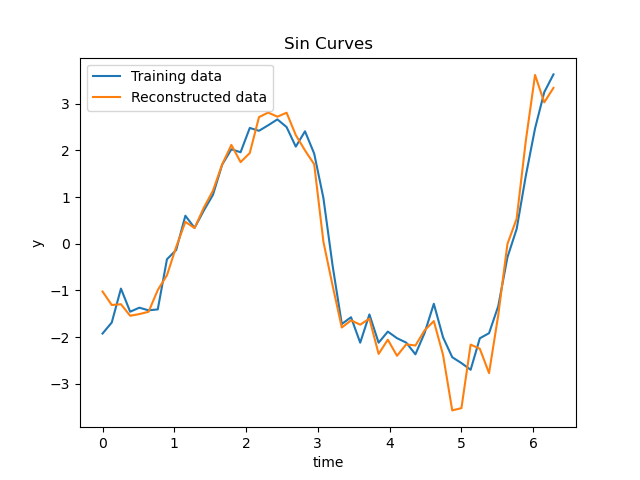 Sin Curves
Training data
Reconstructed data
3
2
1
0
−1
−2
−3
y
0 1 2 3 4 5 6
time